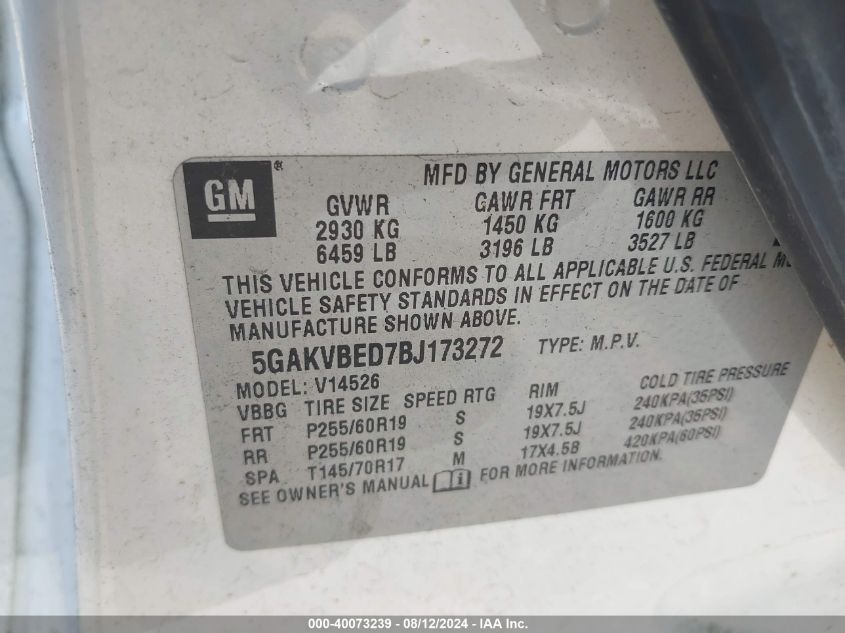 GM
MFD BY GENERAL MOTORS LLC
GVWR GAWR FRT GAWR RR
2930 KG 1450 KG 1600 KG
6459 LB 3196 LB 3527 LB
THIS VEHICLE CONFORMS TO ALL APPLICABLE U.S. FEDERAL
VEHICLE SAFETY STANDARDS IN EFFECT ON THE DATE OF
MANUFACTURE SHOWN ABOVE.
5GAKVBED7BJ173272 TYPE: M.P.V.
MODEL: V14526
VBBG TIRE SIZE SPEED RTG RIM COLD TIRE PRESSURE
FRT P255/60R19 S 19X7.5J 240KPA(35PSI)
RR P255/60R19 S 19X7.5J 240KPA(35PSI)
SPA T145/70R17 M 17X4.5B 420KPA(60PSI)
SEE OWNER'S MANUAL FOR MORE INFORMATION.
000-40073239 - 08/12/2024 - IAA Inc.